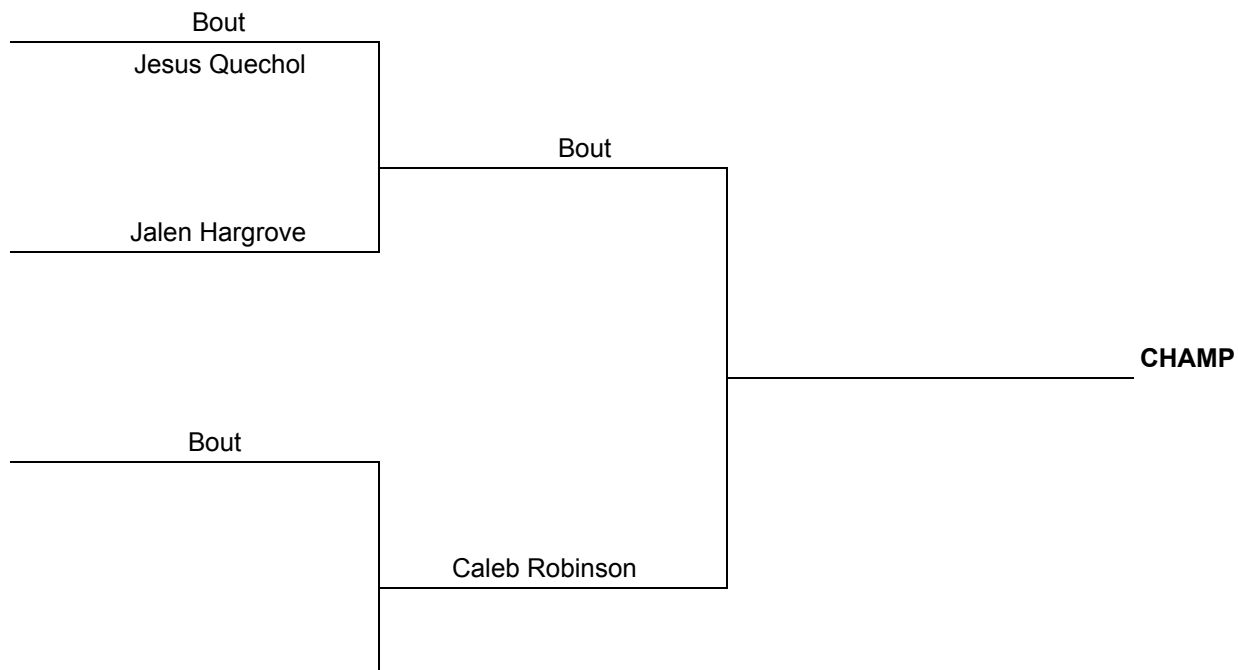 Bout
Jesus Quechol
Bout
Jalen Hargrove
CHAMP
Bout
Caleb Robinson